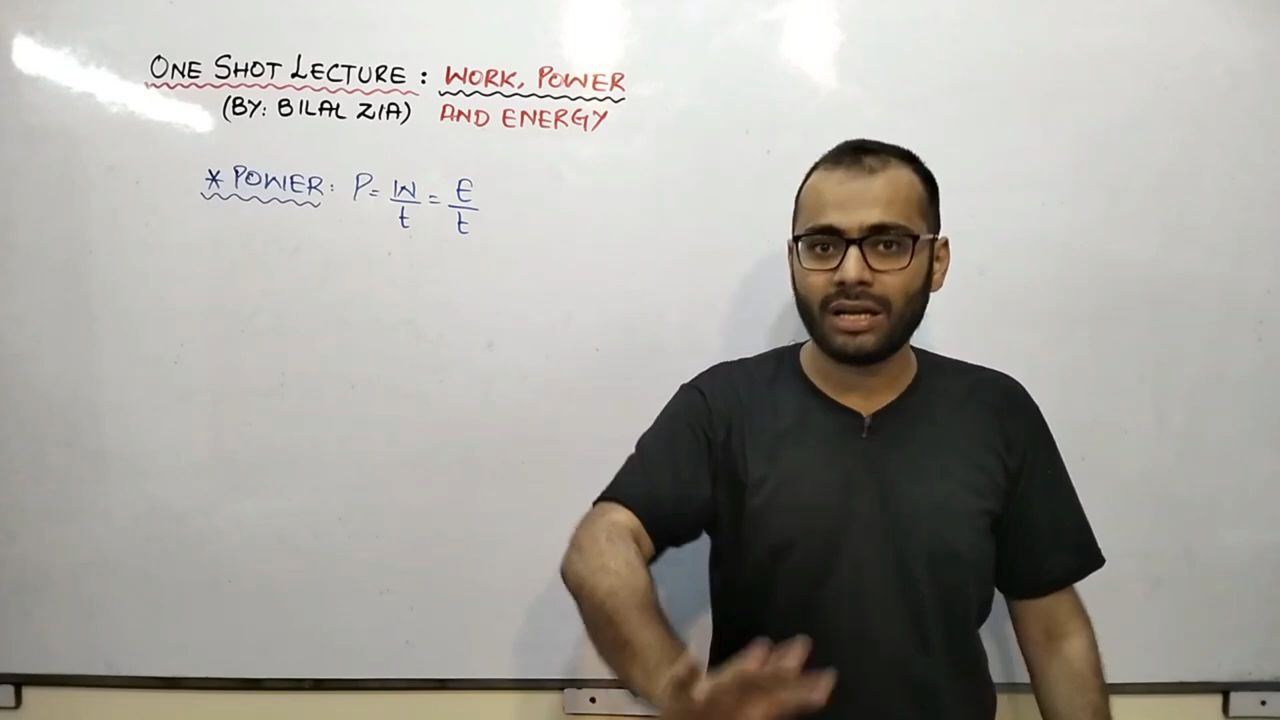 ONE SHOT LECTURE : WORK, POWER
(BY: BILAL ZIA) AND ENERGY
* POWER: P = W/t = E/t